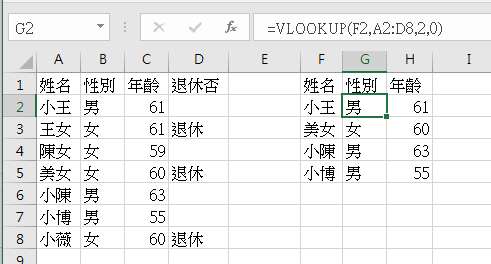 G2 fx =VLOOKUP(F2,A2:D8,2,0)
A B C D E F G H I
1 姓名 性別 年齡 退休否 姓名 性別 年齡
2 小王 男 61 小王 男 61
3 王女 女 61 退休 美女 女 60
4 陳女 女 59 小陳 男 63
5 美女 女 60 退休 小博 男 55
6 小陳 男 63
7 小博 男 55
8 小薇 女 60 退休